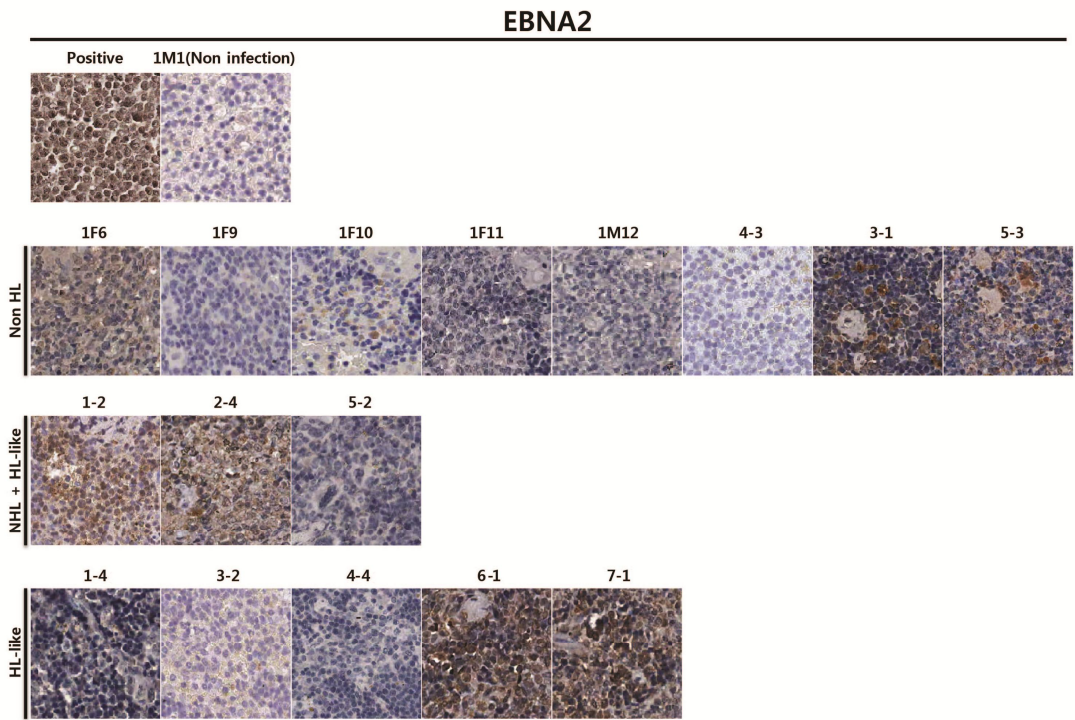 EBNA2
Positive 1M1(Non infection)
Non HL
1F6 1F9 1F10 1F11 1M12 4-3 3-1 5-3
NHL + HL-like
1-2 2-4 5-2
HL-like
1-4 3-2 4-4 6-1 7-1